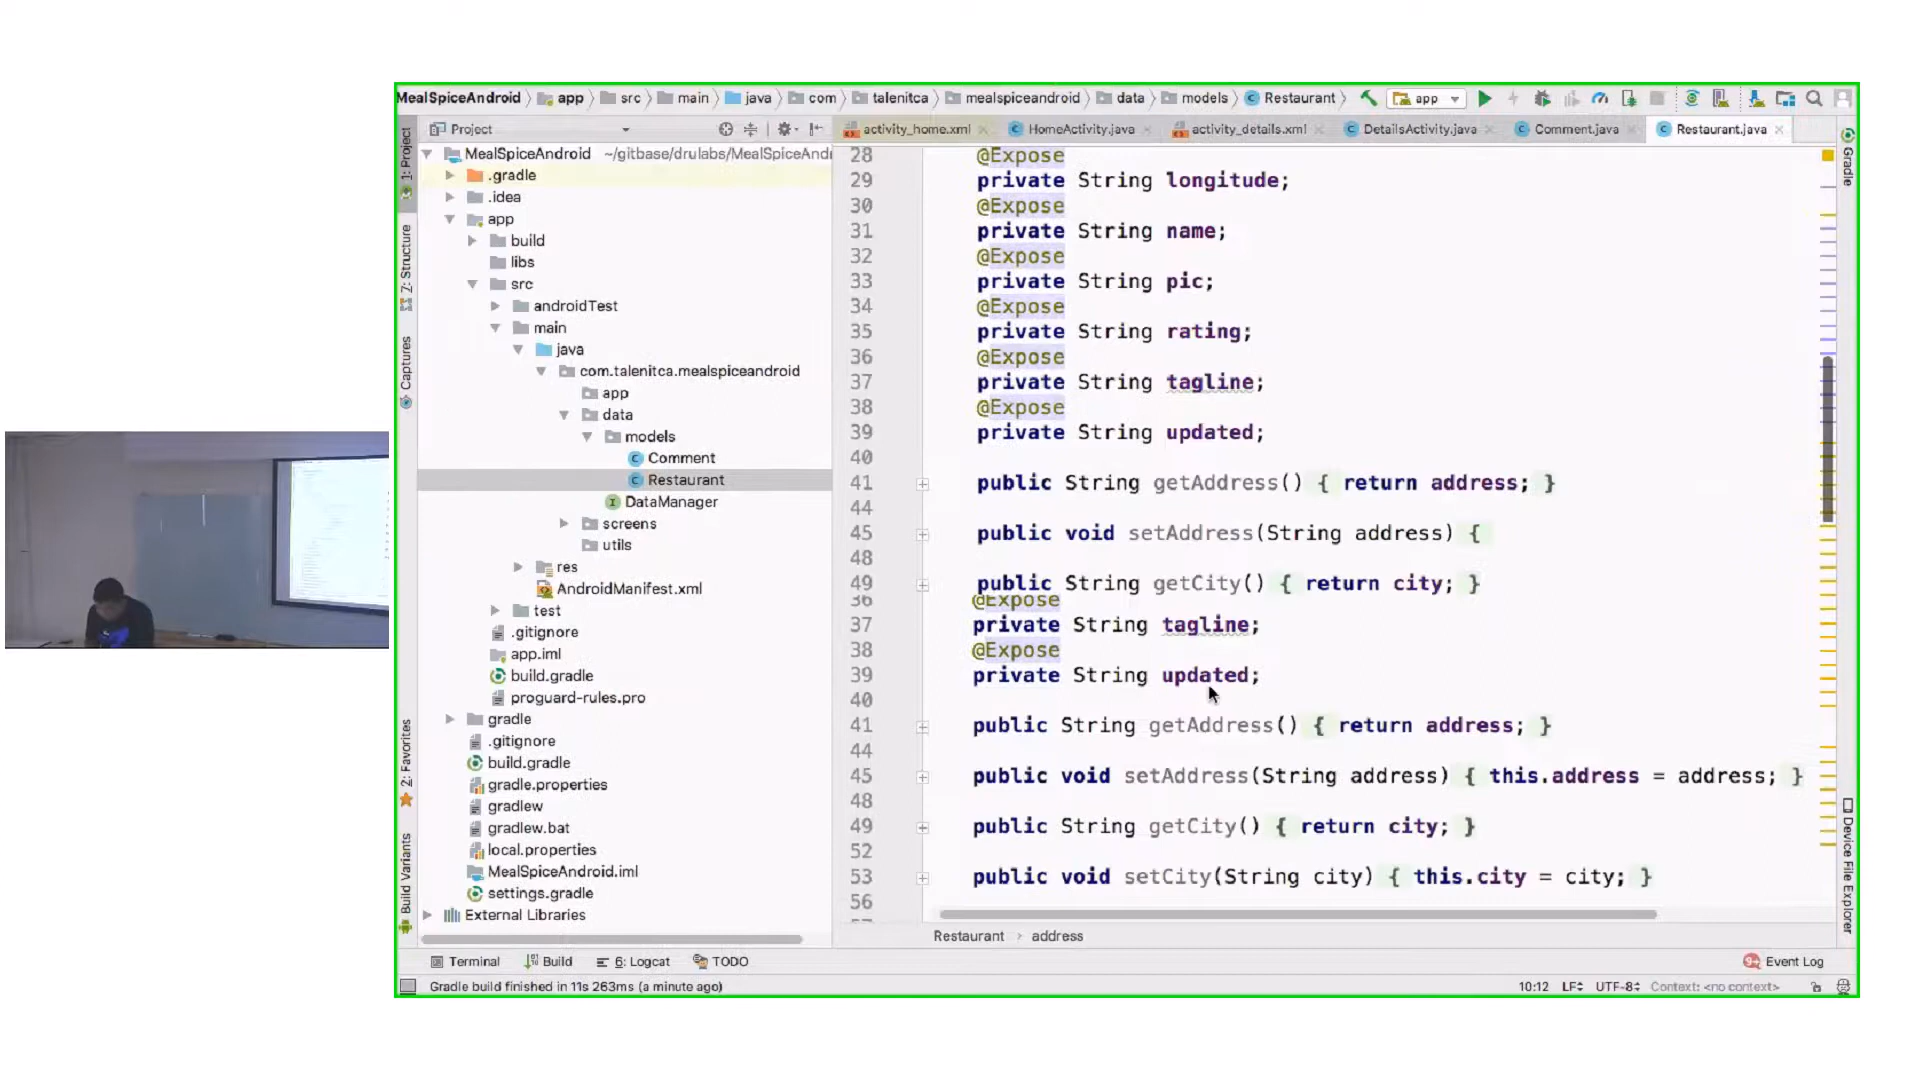 MealSpiceAndroid app src main java com talenitca mealspiceandroid data models Restaurant app
1: Project
Z: Structure
Captures
2: Favorites
Build Variants
Project
MealSpiceAndroid ~/gitbase/drulabs/MealSpiceAndr
.gradle
.idea
app
build
libs
src
androidTest
main
java
com.talenitca.mealspiceandroid
app
data
models
Comment
Restaurant
DataManager
screens
utils
res
AndroidManifest.xml
test
.gitignore
app.iml
build.gradle
proguard-rules.pro
gradle
.gitignore
build.gradle
gradle.properties
gradlew
gradlew.bat
local.properties
MealSpiceAndroid.iml
settings.gradle
External Libraries
activity_home.xml HomeActivity.java activity_details.xml DetailsActivity.java Comment.java Restaurant.java
28 @Expose
29 private String longitude;
30 @Expose
31 private String name;
32 @Expose
33 private String pic;
34 @Expose
35 private String rating;
36 @Expose
37 private String tagline;
38 @Expose
39 private String updated;
40
41 public String getAddress() { return address; }
44
45 public void setAddress(String address) {
48
49 public String getCity() { return city; }
36 @Expose
37 private String tagline;
38 @Expose
39 private String updated;
40
41 public String getAddress() { return address; }
44
45 public void setAddress(String address) { this.address = address; }
48
49 public String getCity() { return city; }
52
53 public void setCity(String city) { this.city = city; }
56
Restaurant address
Gradle
Device File Explorer
Terminal Build 6: Logcat TODO Event Log
Gradle build finished in 11s 263ms (a minute ago) 10:12 LF UTF-8 Context: <no context>